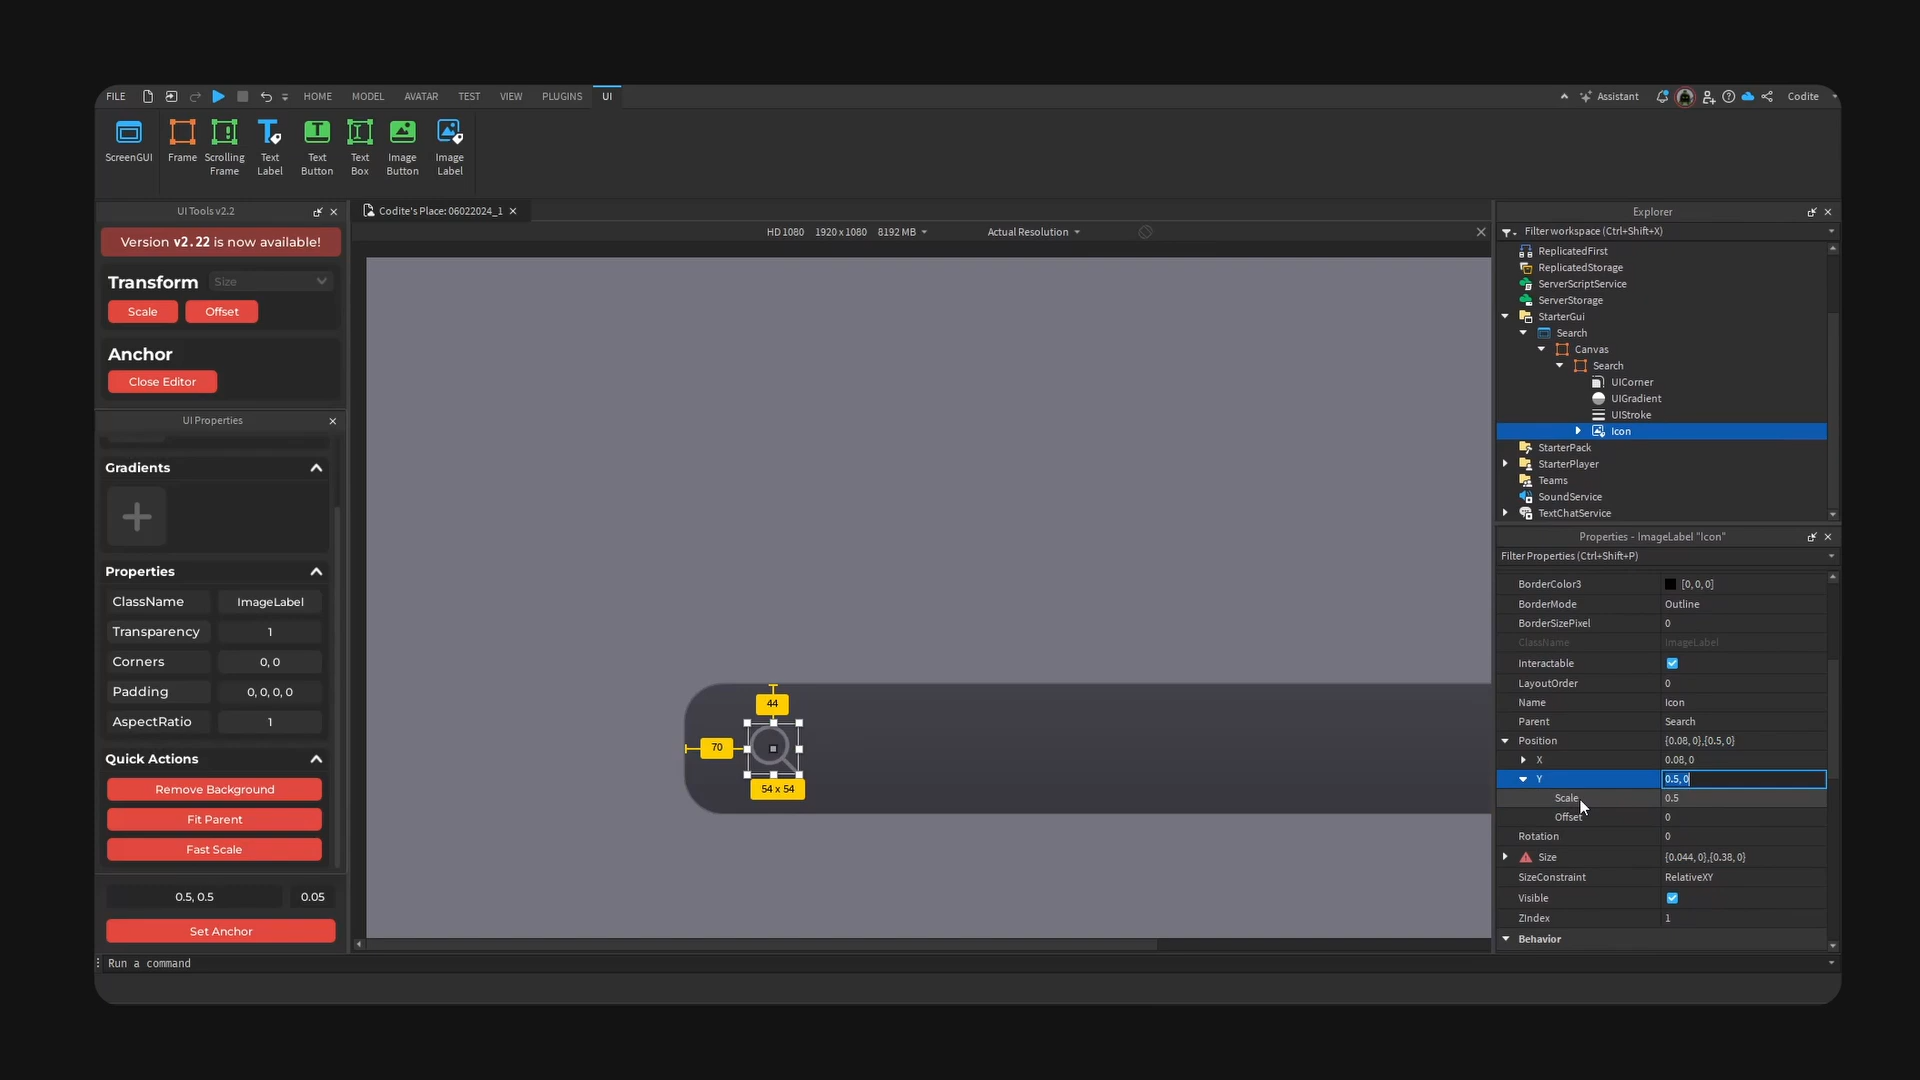 FILE HOME MODEL AVATAR TEST VIEW PLUGINS UI Assistant Codite
ScreenGUI Frame Scrolling Frame Text Label Text Button Text Box Image Button Image Label
UI Tools v2.2
Version v2.22 is now available!
Transform Size
Scale Offset
Anchor
Close Editor
UI Properties
Gradients
Properties
ClassName ImageLabel
Transparency 1
Corners 0, 0
Padding 0, 0, 0, 0
AspectRatio 1
Quick Actions
Remove Background
Fit Parent
Fast Scale
0.5, 0.5 0.05
Set Anchor
Run a command
Codite's Place: 06022024_1
HD 1080 1920 x 1080 8192 MB Actual Resolution
44
70
54 x 54
Explorer
Filter workspace (Ctrl+Shift+X)
ReplicatedFirst
ReplicatedStorage
ServerScriptService
ServerStorage
StarterGui
Search
Canvas
Search
UICorner
UIGradient
UIStroke
Icon
StarterPack
StarterPlayer
Teams
SoundService
TextChatService
Properties - ImageLabel "Icon"
Filter Properties (Ctrl+Shift+P)
BorderColor3 [0, 0, 0]
BorderMode Outline
BorderSizePixel 0
ClassName ImageLabel
Interactable
LayoutOrder 0
Name Icon
Parent Search
Position {0.08, 0},{0.5, 0}
X 0.08, 0
Y 0.5, 0
Scale 0.5
Offset 0
Rotation 0
Size {0.044, 0},{0.38, 0}
SizeConstraint RelativeXY
Visible
ZIndex 1
Behavior